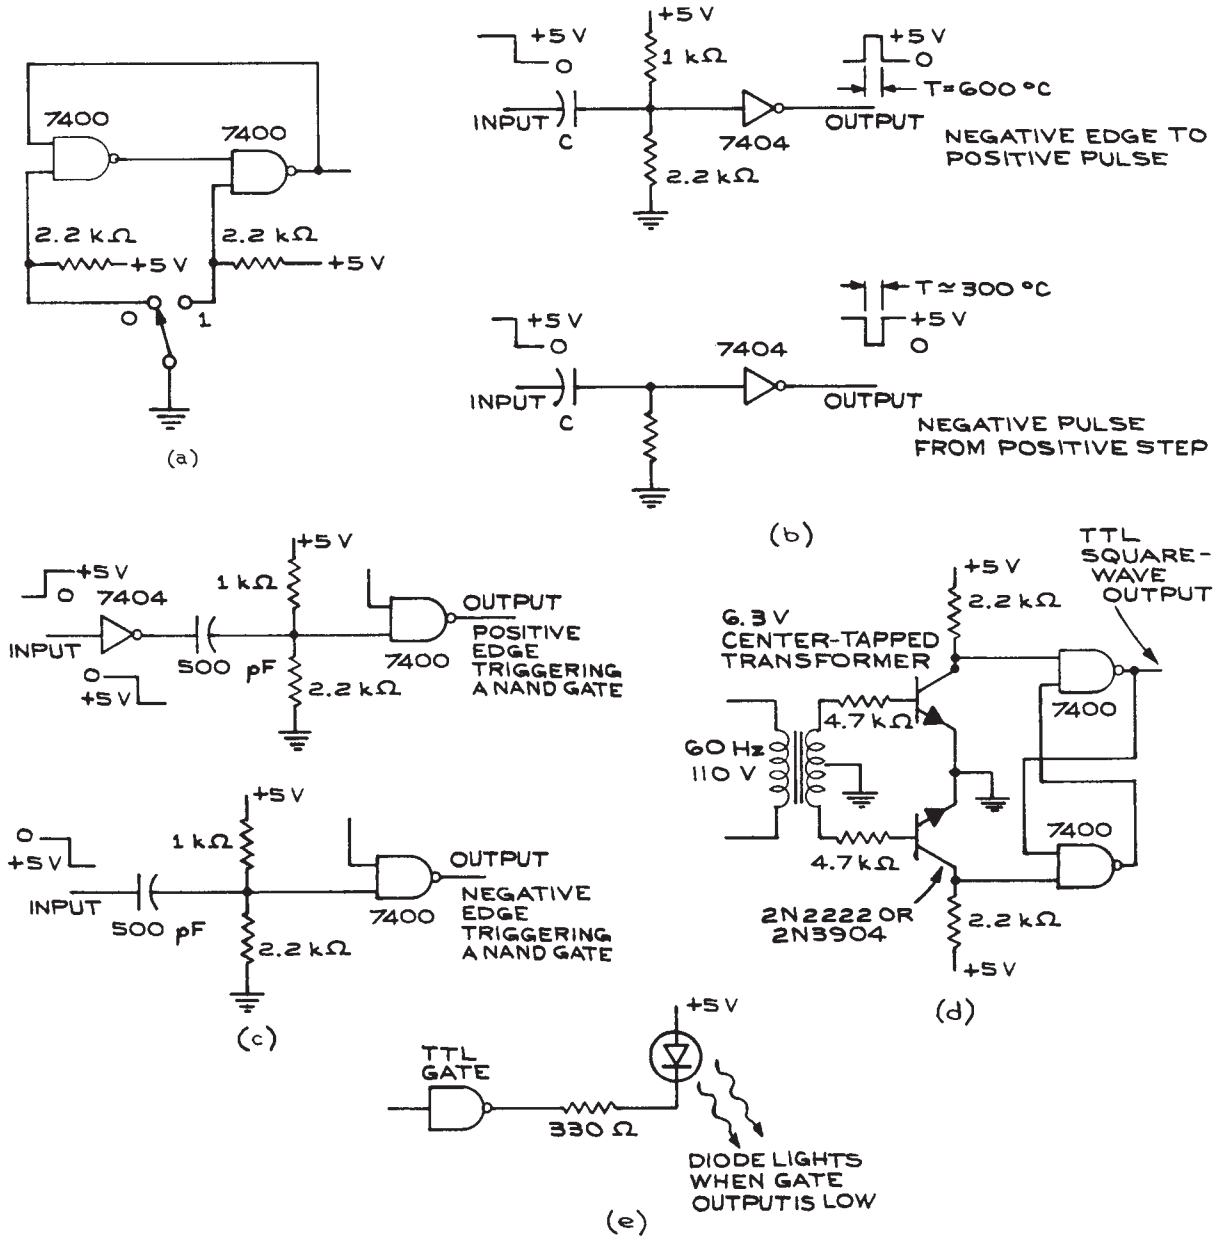 7400
7400
2.2 kΩ
+5 V
2.2 kΩ
+5 V
0
1
(a)
+5 V
0
INPUT
C
+5 V
1 kΩ
2.2 kΩ
7404
+5 V
0
T=600 °C
OUTPUT
NEGATIVE EDGE TO
POSITIVE PULSE
+5 V
0
INPUT
C
7404
T≃300 °C
+5 V
0
OUTPUT
NEGATIVE PULSE
FROM POSITIVE STEP
(b)
+5 V
0
7404
INPUT
0
+5 V
500 pF
+5 V
1 kΩ
2.2 kΩ
7400
OUTPUT
POSITIVE
EDGE
TRIGGERING
A NAND GATE
0
+5 V
INPUT
500 pF
+5 V
1 kΩ
2.2 kΩ
7400
OUTPUT
NEGATIVE
EDGE
TRIGGERING
A NAND GATE
(c)
6.3 V
CENTER-TAPPED
TRANSFORMER
60 Hz
110 V
4.7 kΩ
4.7 kΩ
+5 V
2.2 kΩ
TTL
SQUARE-
WAVE
OUTPUT
7400
7400
2N2222 OR
2N3904
2.2 kΩ
+5 V
(d)
TTL
GATE
330 Ω
+5 V
DIODE LIGHTS
WHEN GATE
OUTPUT IS LOW
(e)